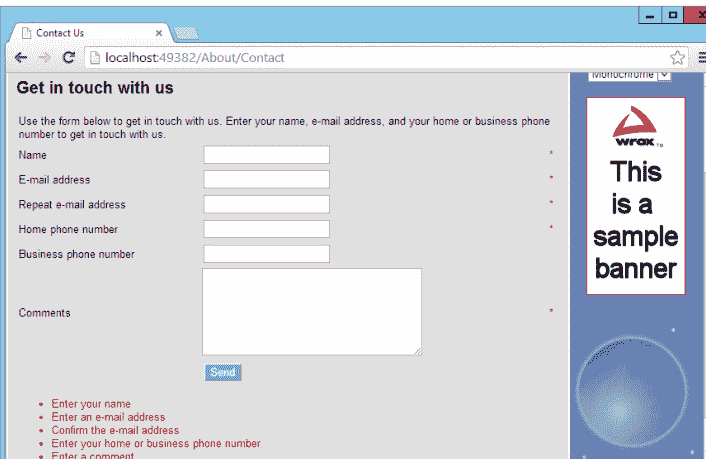 Contact Us
localhost:49382/About/Contact
Monochrome
Get in touch with us
Use the form below to get in touch with us. Enter your name, e-mail address, and your home or business phone
number to get in touch with us.
Name *
E-mail address *
Repeat e-mail address *
Home phone number *
Business phone number
Comments *
Send
• Enter your name
• Enter an e-mail address
• Confirm the e-mail address
• Enter your home or business phone number
• Enter a comment
wrox™
This
is a
sample
banner